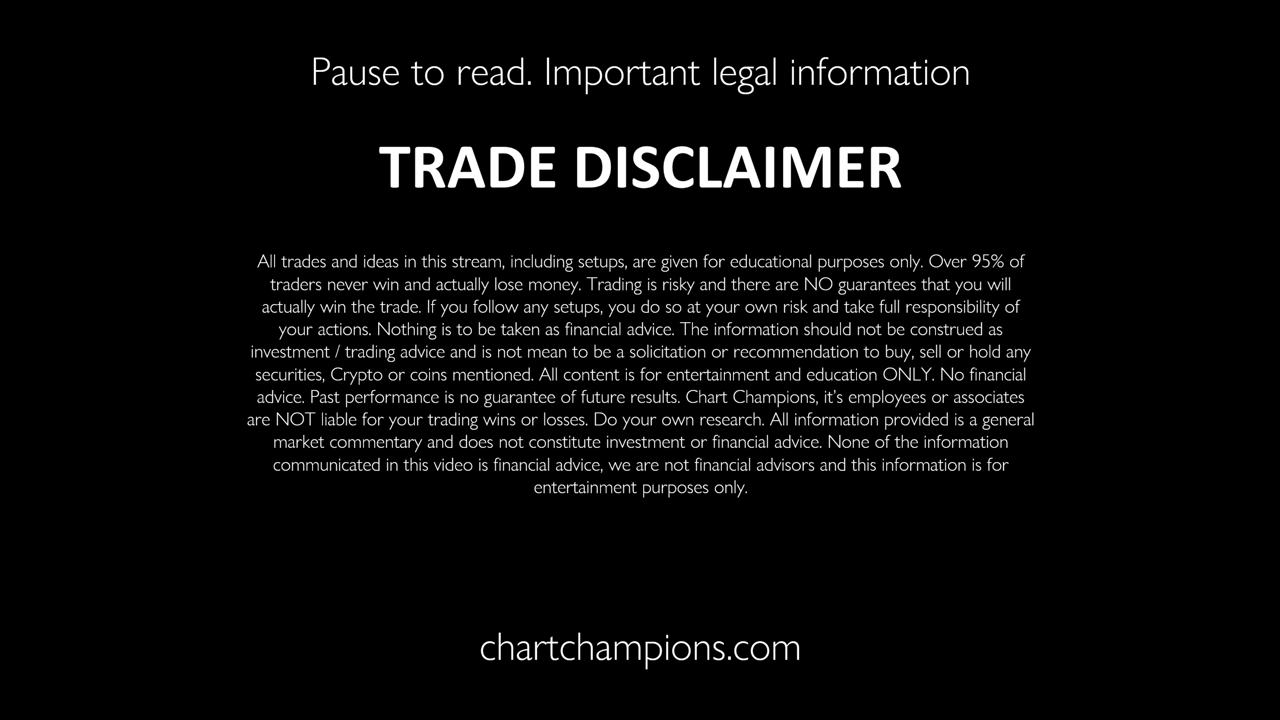 Pause to read. Important legal information
TRADE DISCLAIMER
All trades and ideas in this stream, including setups, are given for educational purposes only. Over 95% of
traders never win and actually lose money. Trading is risky and there are NO guarantees that you will
actually win the trade. If you follow any setups, you do so at your own risk and take full responsibility of
your actions. Nothing is to be taken as financial advice. The information should not be construed as
investment / trading advice and is not mean to be a solicitation or recommendation to buy, sell or hold any
securities, Crypto or coins mentioned. All content is for entertainment and education ONLY. No financial
advice. Past performance is no guarantee of future results. Chart Champions, it's employees or associates
are NOT liable for your trading wins or losses. Do your own research. All information provided is a general
market commentary and does not constitute investment or financial advice. None of the information
communicated in this video is financial advice, we are not financial advisors and this information is for
entertainment purposes only.
chartchampions.com